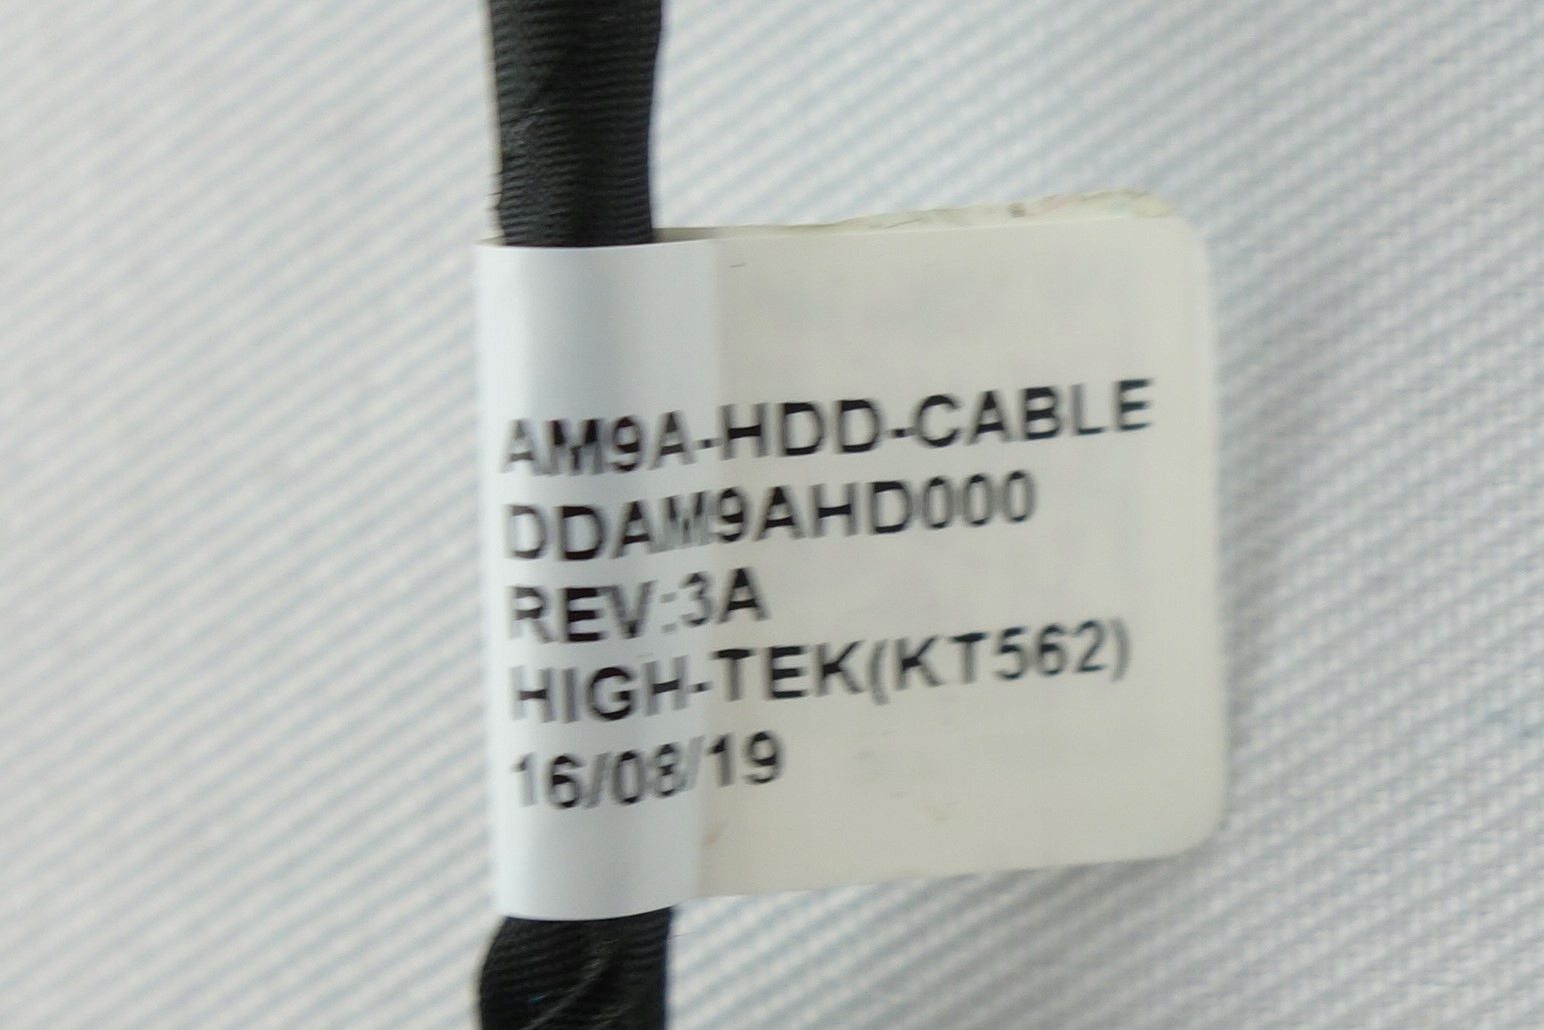 AM9A-HDD-CABLE
DDAM9AHD000
REV:3A
HIGH-TEK(KT562)
16/08/19